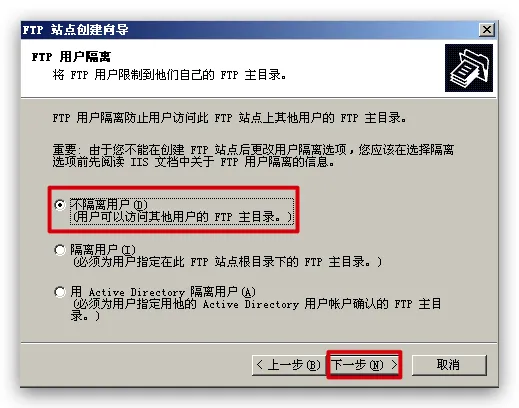 FTP 站点创建向导
FTP 用户隔离
将 FTP 用户限制到他们自己的 FTP 主目录。
FTP 用户隔离防止用户访问此 FTP 站点上其他用户的 FTP 主目录。
重要: 由于您不能在创建 FTP 站点后更改用户隔离选项，您应该在选择隔离
选项前先阅读 IIS 文档中关于 FTP 用户隔离的信息。
不隔离用户(D)
(用户可以访问其他用户的 FTP 主目录。)
隔离用户(I)
(必须为用户指定在此 FTP 站点根目录下的 FTP 主目录。)
用 Active Directory 隔离用户(A)
(必须为用户指定用他的 Active Directory 用户帐户确认的 FTP 主目
录。)
< 上一步(B) 下一步(N) > 取消